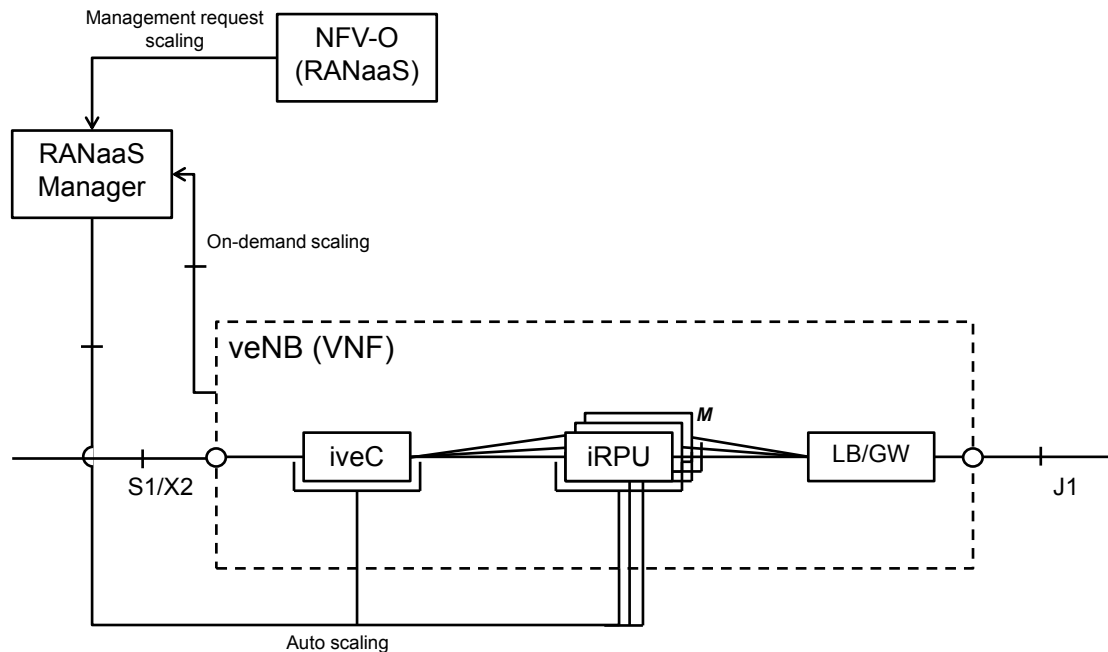 Management request
scaling
NFV-O
(RANaaS)
RANaaS
Manager
On-demand scaling
veNB (VNF)
M
iveC
iRPU
LB/GW
S1/X2
J1
Auto scaling